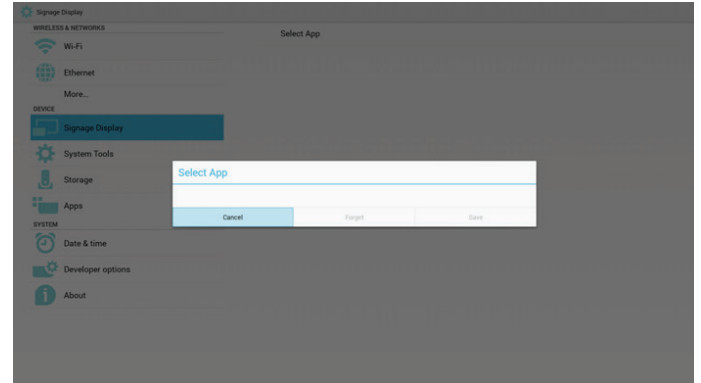 Signage Display
WIRELESS & NETWORKS
Wi-Fi
Ethernet
More...
DEVICE
Signage Display
System Tools
Storage
Apps
SYSTEM
Date & time
Developer options
About
Select App
Select App
Cancel
Forget
Save